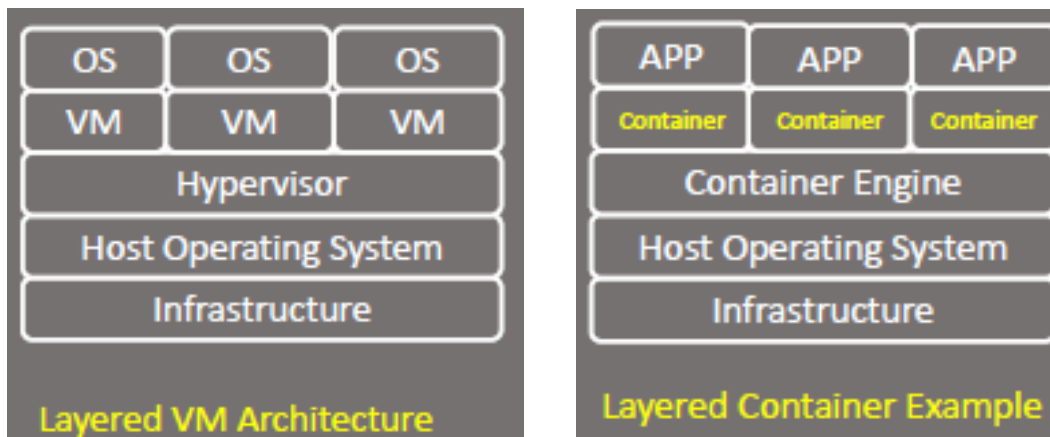 OS OS OS
VM VM VM
Hypervisor
Host Operating System
Infrastructure
Layered VM Architecture
APP APP APP
Container Container Container
Container Engine
Host Operating System
Infrastructure
Layered Container Example